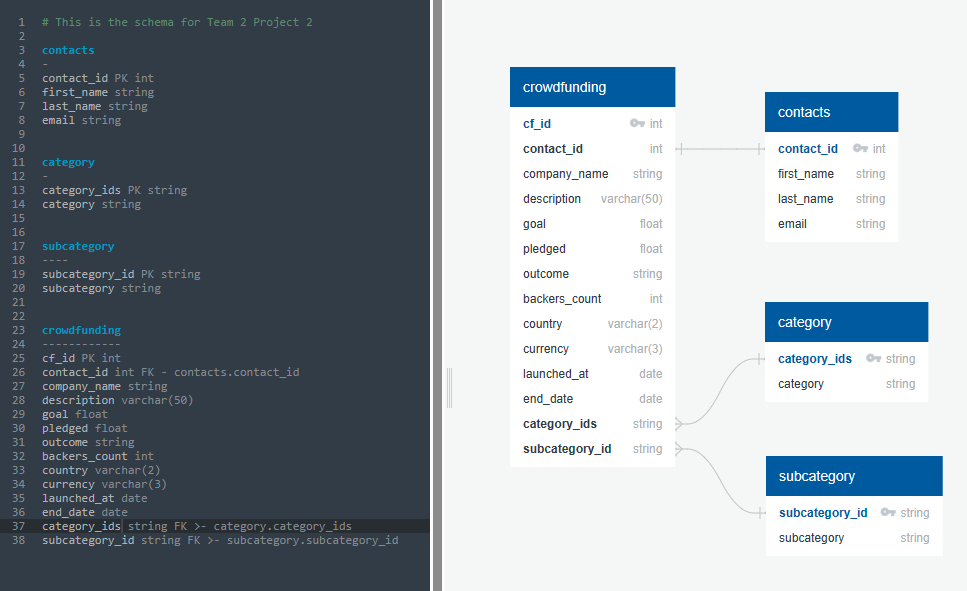 1 # This is the schema for Team 2 Project 2
2
3 contacts
4 -
5 contact_id PK int
6 first_name string
7 last_name string
8 email string
9
10
11 category
12 -
13 category_ids PK string
14 category string
15
16
17 subcategory
18 ----
19 subcategory_id PK string
20 subcategory string
21
22
23 crowdfunding
24 ------------
25 cf_id PK int
26 contact_id int FK - contacts.contact_id
27 company_name string
28 description varchar(50)
29 goal float
30 pledged float
31 outcome string
32 backers_count int
33 country varchar(2)
34 currency varchar(3)
35 launched_at date
36 end_date date
37 category_ids string FK >- category.category_ids
38 subcategory_id string FK >- subcategory.subcategory_id
crowdfunding
cf_id int
contact_id int
company_name string
description varchar(50)
goal float
pledged float
outcome string
backers_count int
country varchar(2)
currency varchar(3)
launched_at date
end_date date
category_ids string
subcategory_id string
contacts
contact_id int
first_name string
last_name string
email string
category
category_ids string
category string
subcategory
subcategory_id string
subcategory string